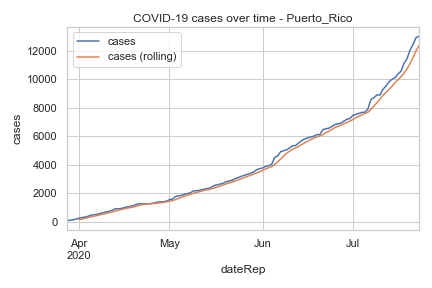 COVID-19 cases over time - Puerto_Rico
cases
cases (rolling)
12000
10000
8000
6000
4000
2000
0
cases
Apr
2020
May
Jun
Jul
dateRep